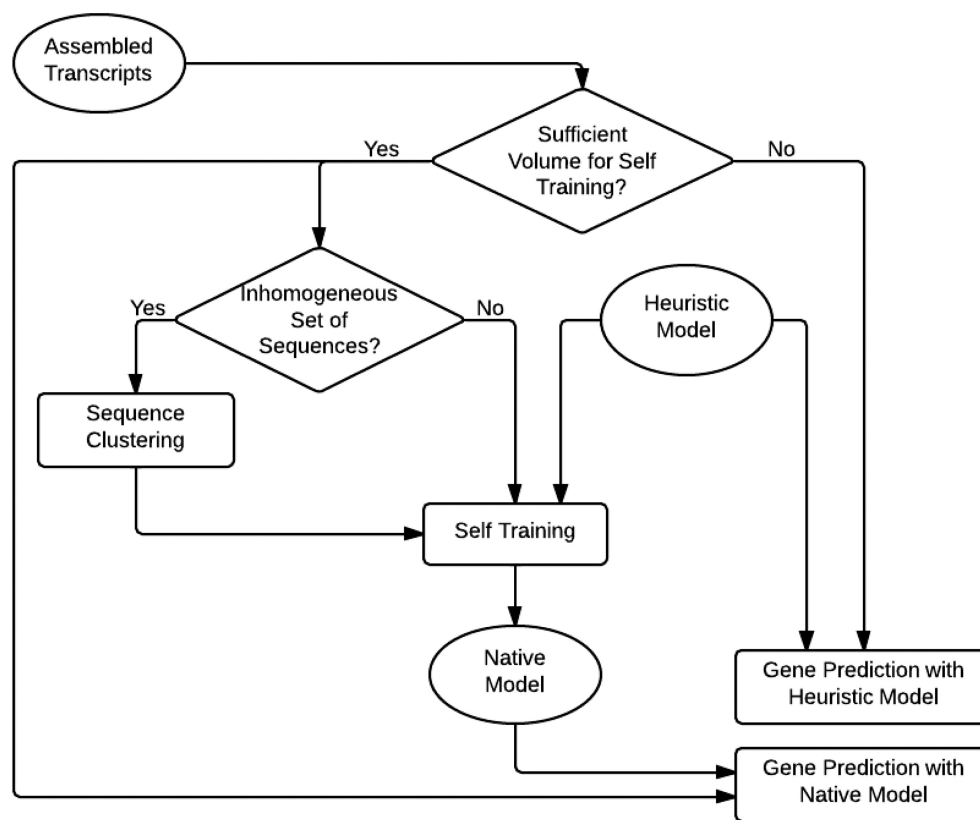 Assembled
Transcripts
Sufficient
Volume for Self
Training?
Yes
No
Inhomogeneous
Set of
Sequences?
Yes
No
Heuristic
Model
Sequence
Clustering
Self Training
Native
Model
Gene Prediction with
Heuristic Model
Gene Prediction with
Native Model